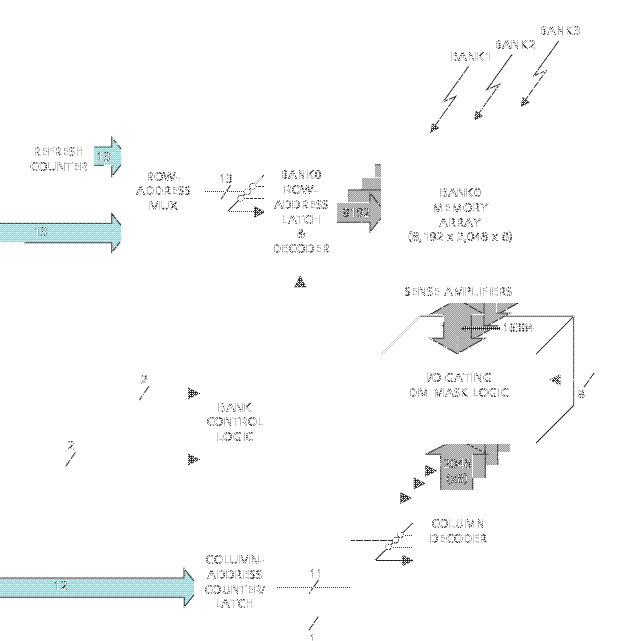 BANK3
BANK2
BANK1
REFRESH
COUNTER
13
ROW-
ADDRESS
MUX
13
BANK0
ROW-
ADDRESS
LATCH
&
DECODER
8192
BANK0
MEMORY
ARRAY
(8,192 x 2,048 x 8)
13
SENSE AMPLIFIERS
16384
I/O GATING
DM MASK LOGIC
8
2
BANK
CONTROL
LOGIC
2
2048
(x8)
COLUMN
DECODER
COLUMN-
ADDRESS
COUNTER/
LATCH
12
11
1